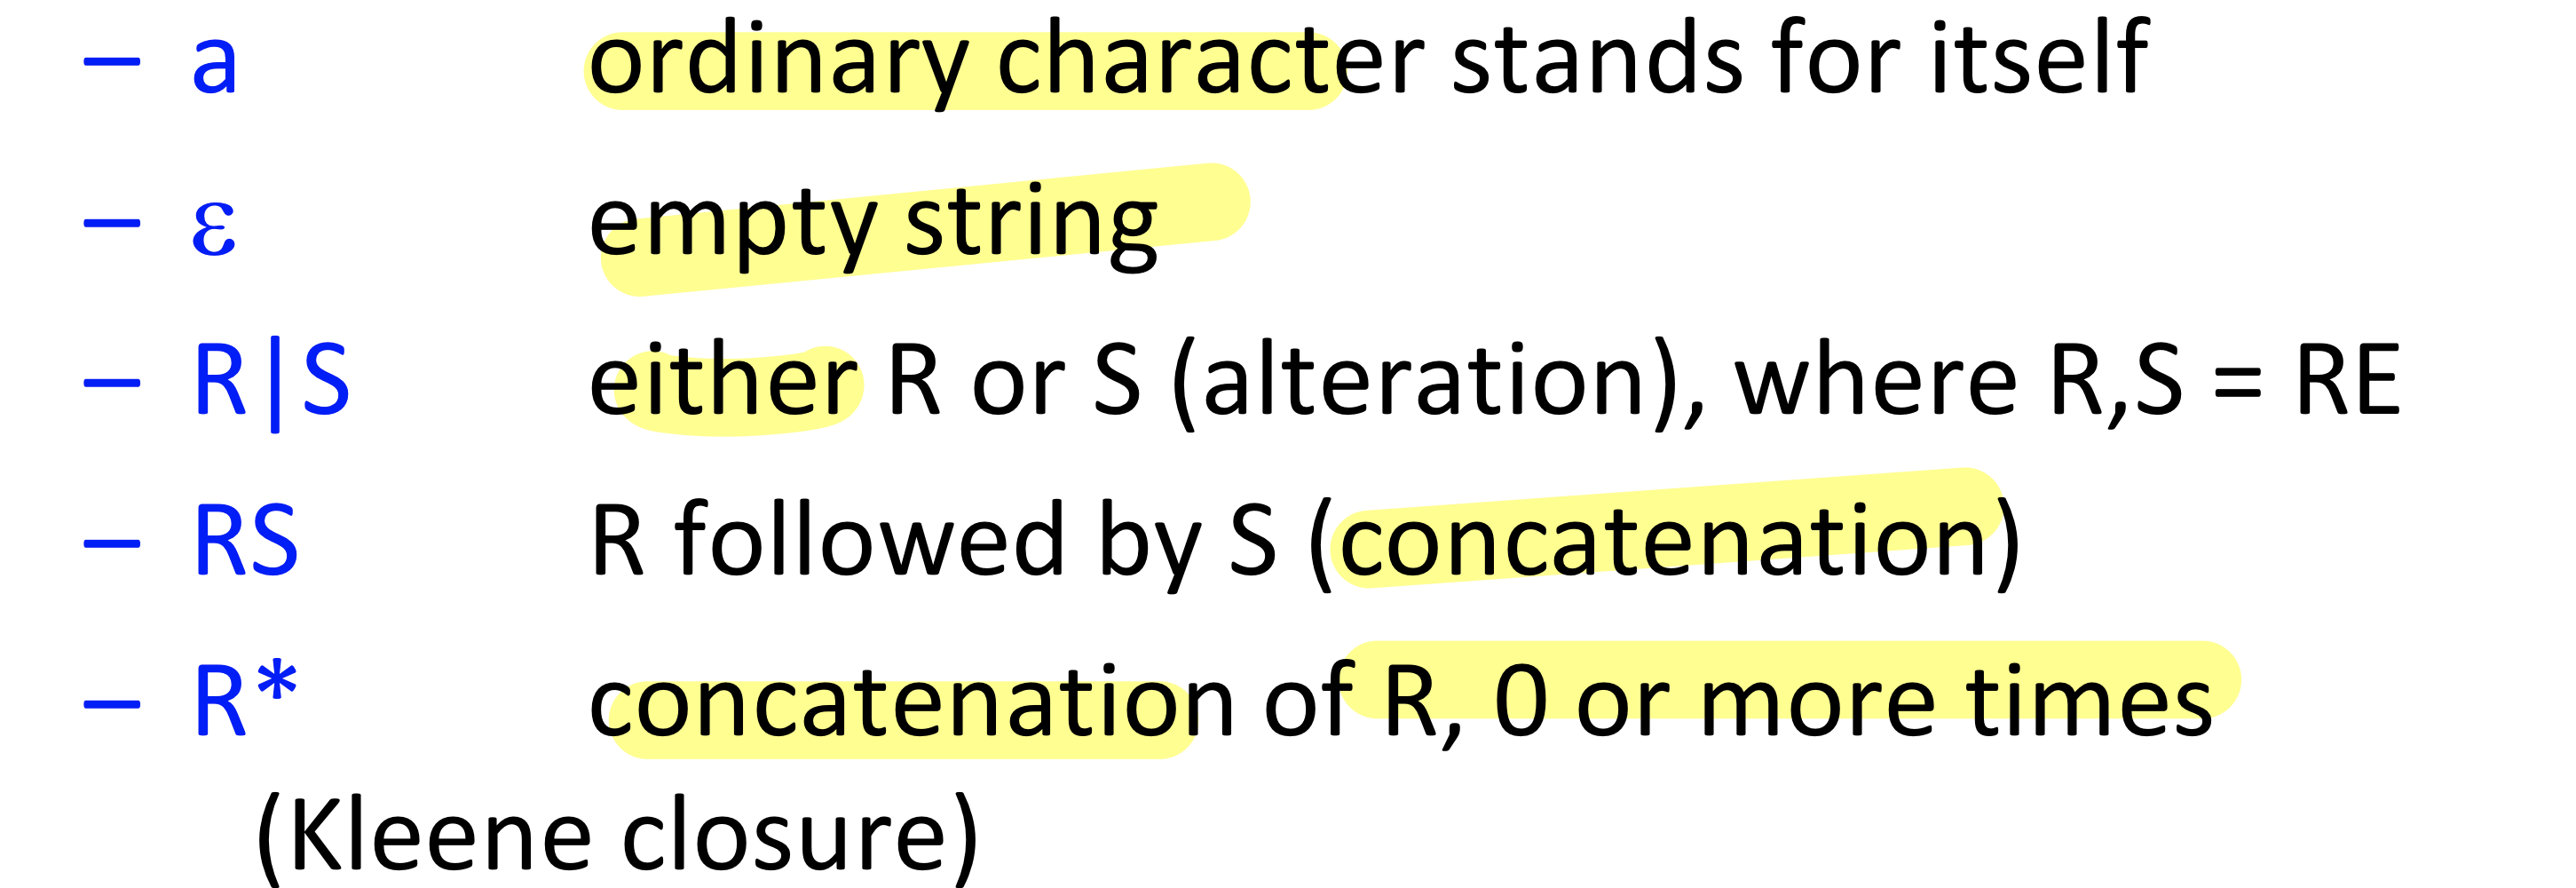 – a ordinary character stands for itself
– ε empty string
– R|S either R or S (alteration), where R,S = RE
– RS R followed by S (concatenation)
– R* concatenation of R, 0 or more times
(Kleene closure)